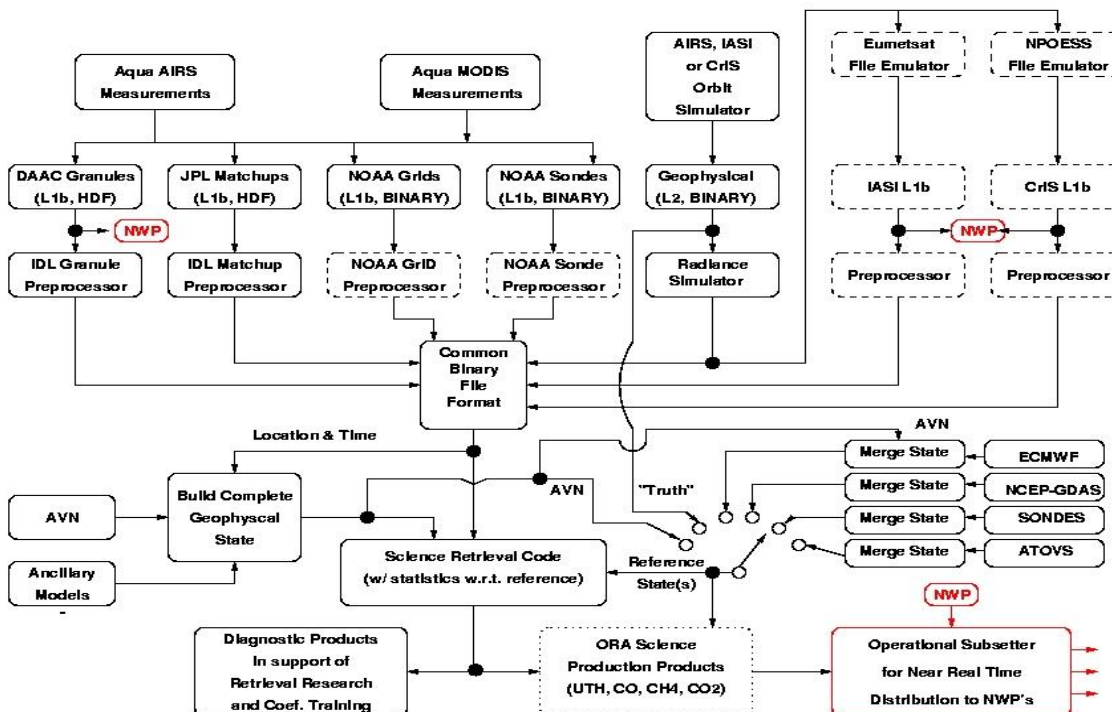 Aqua AIRS
Measurements
Aqua MODIS
Measurements
AIRS, IASI
or CrIS
Orbit
Simulator
Eumetsat
File Emulator
NPOESS
File Emulator
DAAC Granules
(L1b, HDF)
JPL Matchups
(L1b, HDF)
NOAA Grids
(L1b, BINARY)
NOAA Sondes
(L1b, BINARY)
Geophysical
(L2, BINARY)
IASI L1b
CrIS L1b
NWP
NWP
IDL Granule
Preprocessor
IDL Matchup
Preprocessor
NOAA GrID
Preprocessor
NOAA Sonde
Preprocessor
Radiance
Simulator
Preprocessor
Preprocessor
Common
Binary
File
Format
Location & Time
AVN
Build Complete
Geophyscal
State
AVN
Ancillary
Models
AVN
"Truth"
Merge State
ECMWF
Merge State
NCEP-GDAS
Merge State
SONDES
Merge State
ATOVS
Science Retrieval Code
(w/ statistics w.r.t. reference)
Reference
State(s)
NWP
Diagnostic Products
In support of
Retrieval Research
and Coef. Training
ORA Science
Production Products
(UTH, CO, CH4, CO2)
Operational Subsetter
for Near Real Time
Distribution to NWP's